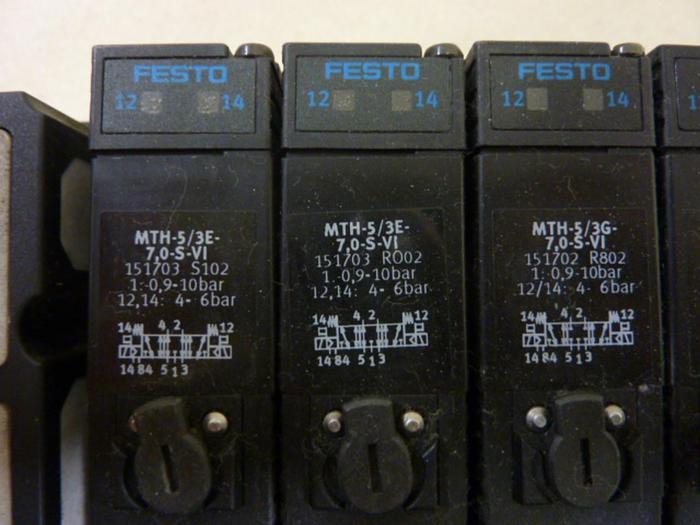 FESTO
12 14
MTH-5/3E-
7,0-S-VI
151703 S102
1: 0,9-10bar
12,14: 4- 6bar
14 4 2 12
14 84 5 1 3
FESTO
12 14
MTH-5/3E-
7,0-S-VI
151703 R002
1: 0,9-10bar
12,14: 4- 6bar
14 4 2 12
14 84 5 1 3
FESTO
12 14
MTH-5/3G-
7,0-S-VI
151702 R802
1: 0,9-10bar
12/14: 4- 6bar
14 4 2 12
14 84 5 1 3